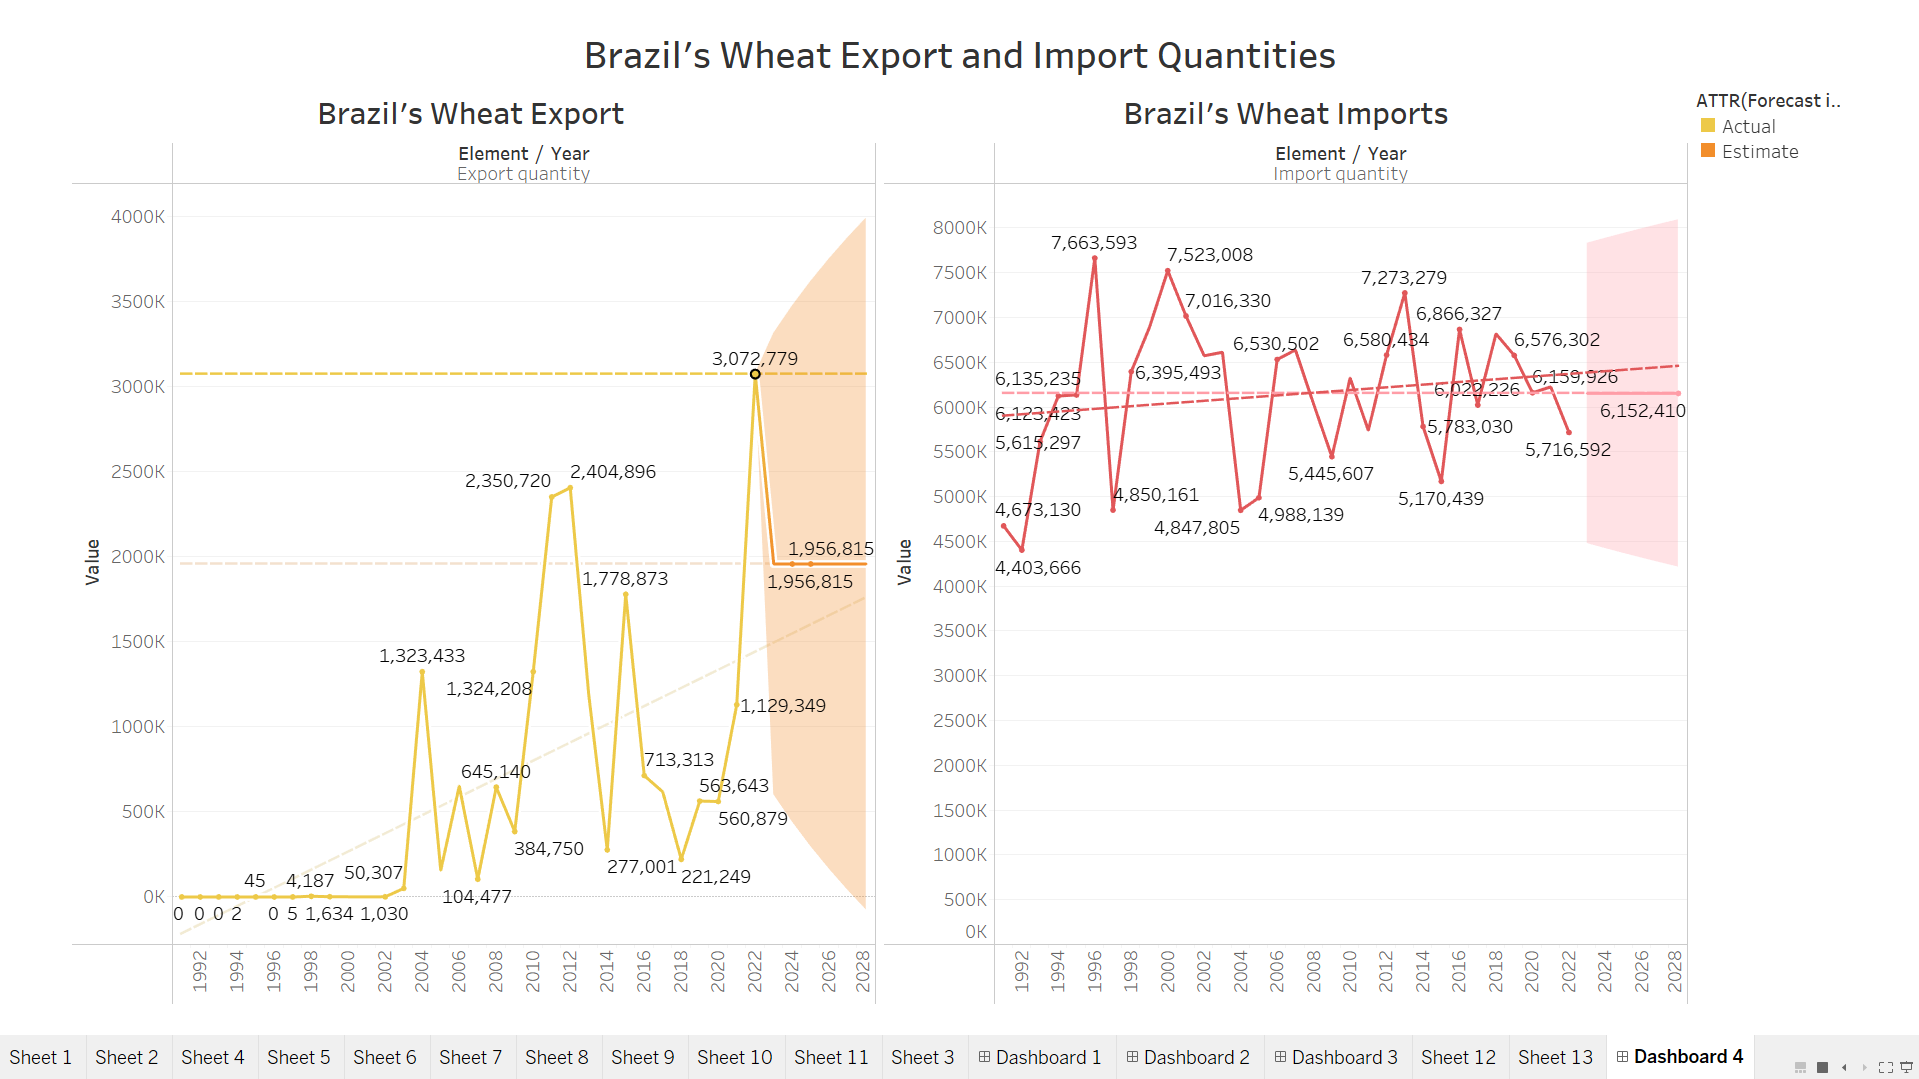 Brazil’s Wheat Export and Import Quantities
Brazil’s Wheat Export
Element / Year
Export quantity
Value
4000K
3500K
3000K
2500K
2000K
1500K
1000K
500K
0K
3,072,779
2,350,720
2,404,896
1,956,815
1,956,815
1,778,873
1,323,433
1,324,208
1,129,349
713,313
645,140
563,643
560,879
384,750
277,001
221,249
104,477
50,307
45
4,187
0 0 0 2 0 5 1,634 1,030
1992 1994 1996 1998 2000 2002 2004 2006 2008 2010 2012 2014 2016 2018 2020 2022 2024 2026 2028
Brazil’s Wheat Imports
Element / Year
Import quantity
Value
8000K
7500K
7000K
6500K
6000K
5500K
5000K
4500K
4000K
3500K
3000K
2500K
2000K
1500K
1000K
500K
0K
7,663,593
7,523,008
7,273,279
7,016,330
6,866,327
6,530,502
6,580,434
6,576,302
6,135,235
6,395,493
6,022,226
6,159,926
6,123,423
6,152,410
5,615,297
5,783,030
5,716,592
5,445,607
4,850,161
5,170,439
4,673,130
4,847,805
4,988,139
4,403,666
1992 1994 1996 1998 2000 2002 2004 2006 2008 2010 2012 2014 2016 2018 2020 2022 2024 2026 2028
ATTR(Forecast i..
Actual
Estimate
Sheet 1 Sheet 2 Sheet 4 Sheet 5 Sheet 6 Sheet 7 Sheet 8 Sheet 9 Sheet 10 Sheet 11 Sheet 3 Dashboard 1 Dashboard 2 Dashboard 3 Sheet 12 Sheet 13 Dashboard 4